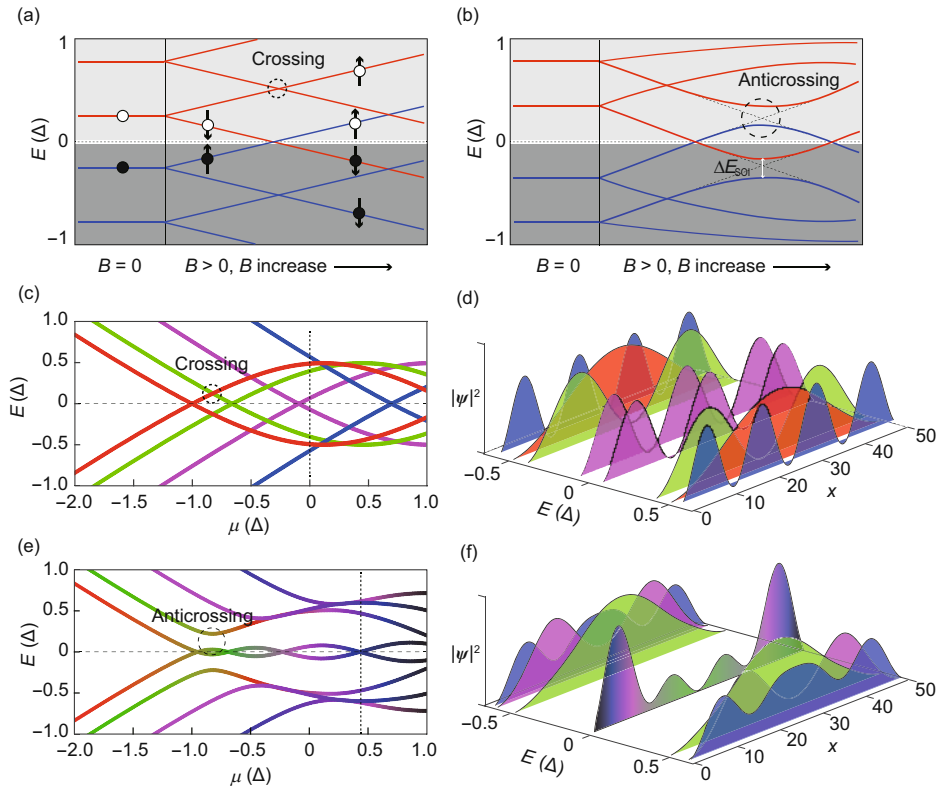 (a)
1
E (Δ)
0
−1
Crossing
B = 0
B > 0, B increase
(b)
1
E (Δ)
0
−1
Anticrossing
ΔE_SOI
B = 0
B > 0, B increase
(c)
1.0
0.5
0
−0.5
−1.0
E (Δ)
Crossing
−2.0 −1.5 −1.0 −0.5 0 0.5 1.0
μ (Δ)
(d)
|ψ|²
−0.5
0
0.5
E (Δ)
0
10
20
30
40
50
x
(e)
1.0
0.5
0
−0.5
−1.0
E (Δ)
Anticrossing
−2.0 −1.5 −1.0 −0.5 0 0.5 1.0
μ (Δ)
(f)
|ψ|²
−0.5
0
0.5
E (Δ)
0
10
20
30
40
50
x